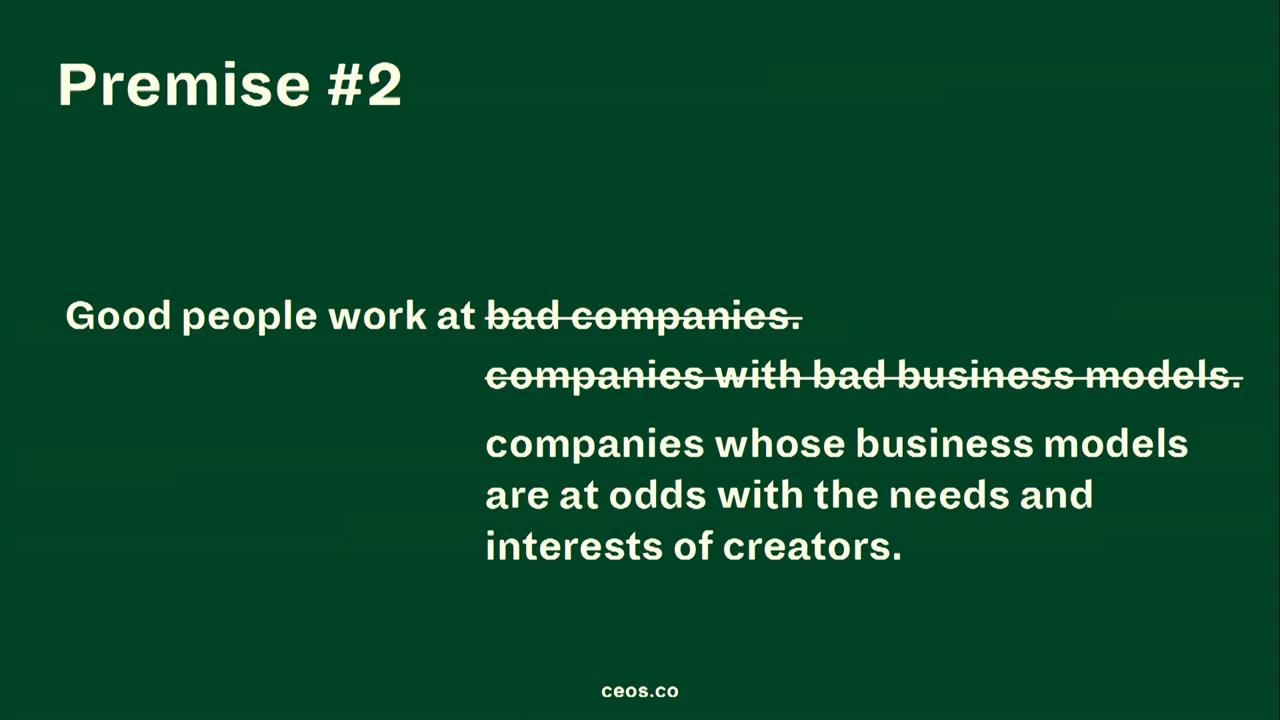 Premise #2
Good people work at bad companies.
companies with bad business models.
companies whose business models
are at odds with the needs and
interests of creators.
ceos.co